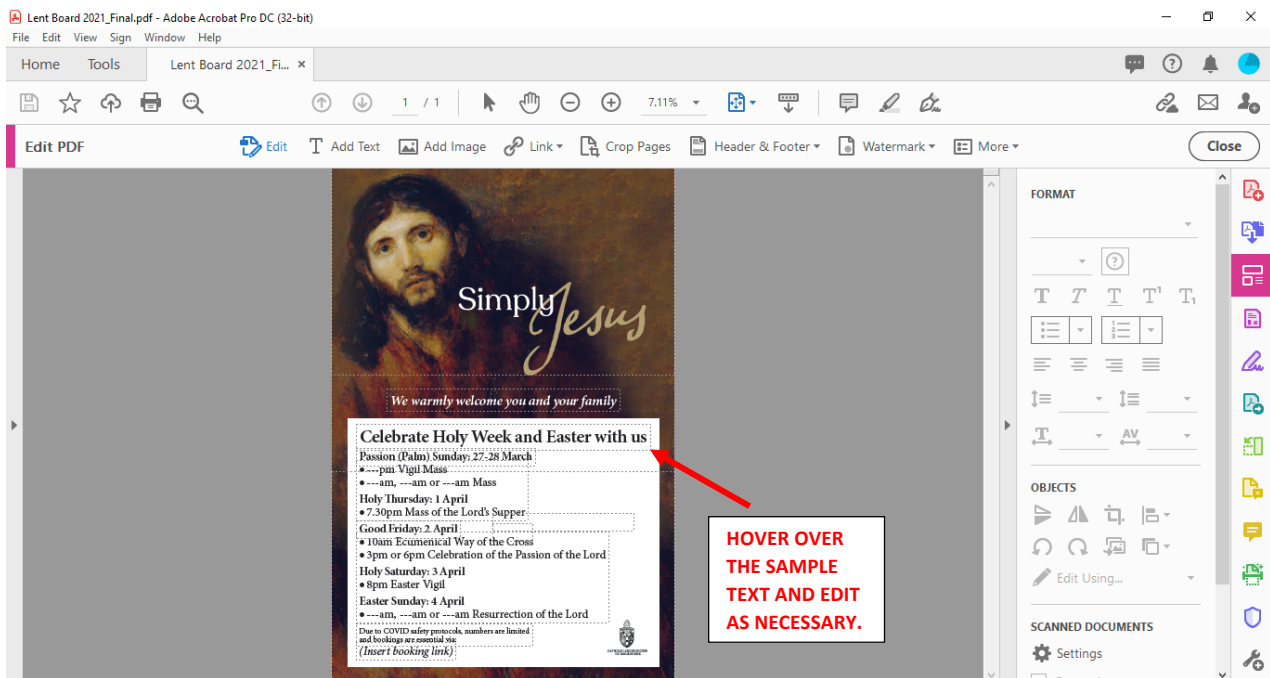 Lent Board 2021_Final.pdf - Adobe Acrobat Pro DC (32-bit)
File Edit View Sign Window Help
Home Tools Lent Board 2021_Fi... ×
1 / 1 7.11%
Edit PDF Edit Add Text Add Image Link Crop Pages Header & Footer Watermark More Close
Simply
Jesus
We warmly welcome you and your family
Celebrate Holy Week and Easter with us
Passion (Palm) Sunday: 27-28 March
• ---pm Vigil Mass
• ---am, ---am or ---am Mass
Holy Thursday: 1 April
• 7.30pm Mass of the Lord's Supper
Good Friday: 2 April
• 10am Ecumenical Way of the Cross
• 3pm or 6pm Celebration of the Passion of the Lord
Holy Saturday: 3 April
• 8pm Easter Vigil
Easter Sunday: 4 April
• ---am, ---am or ---am Resurrection of the Lord
Due to COVID safety protocols, numbers are limited
and bookings are essential via:
(Insert booking link)
HOVER OVER
THE SAMPLE
TEXT AND EDIT
AS NECESSARY.
FORMAT
OBJECTS
Edit Using...
SCANNED DOCUMENTS
Settings